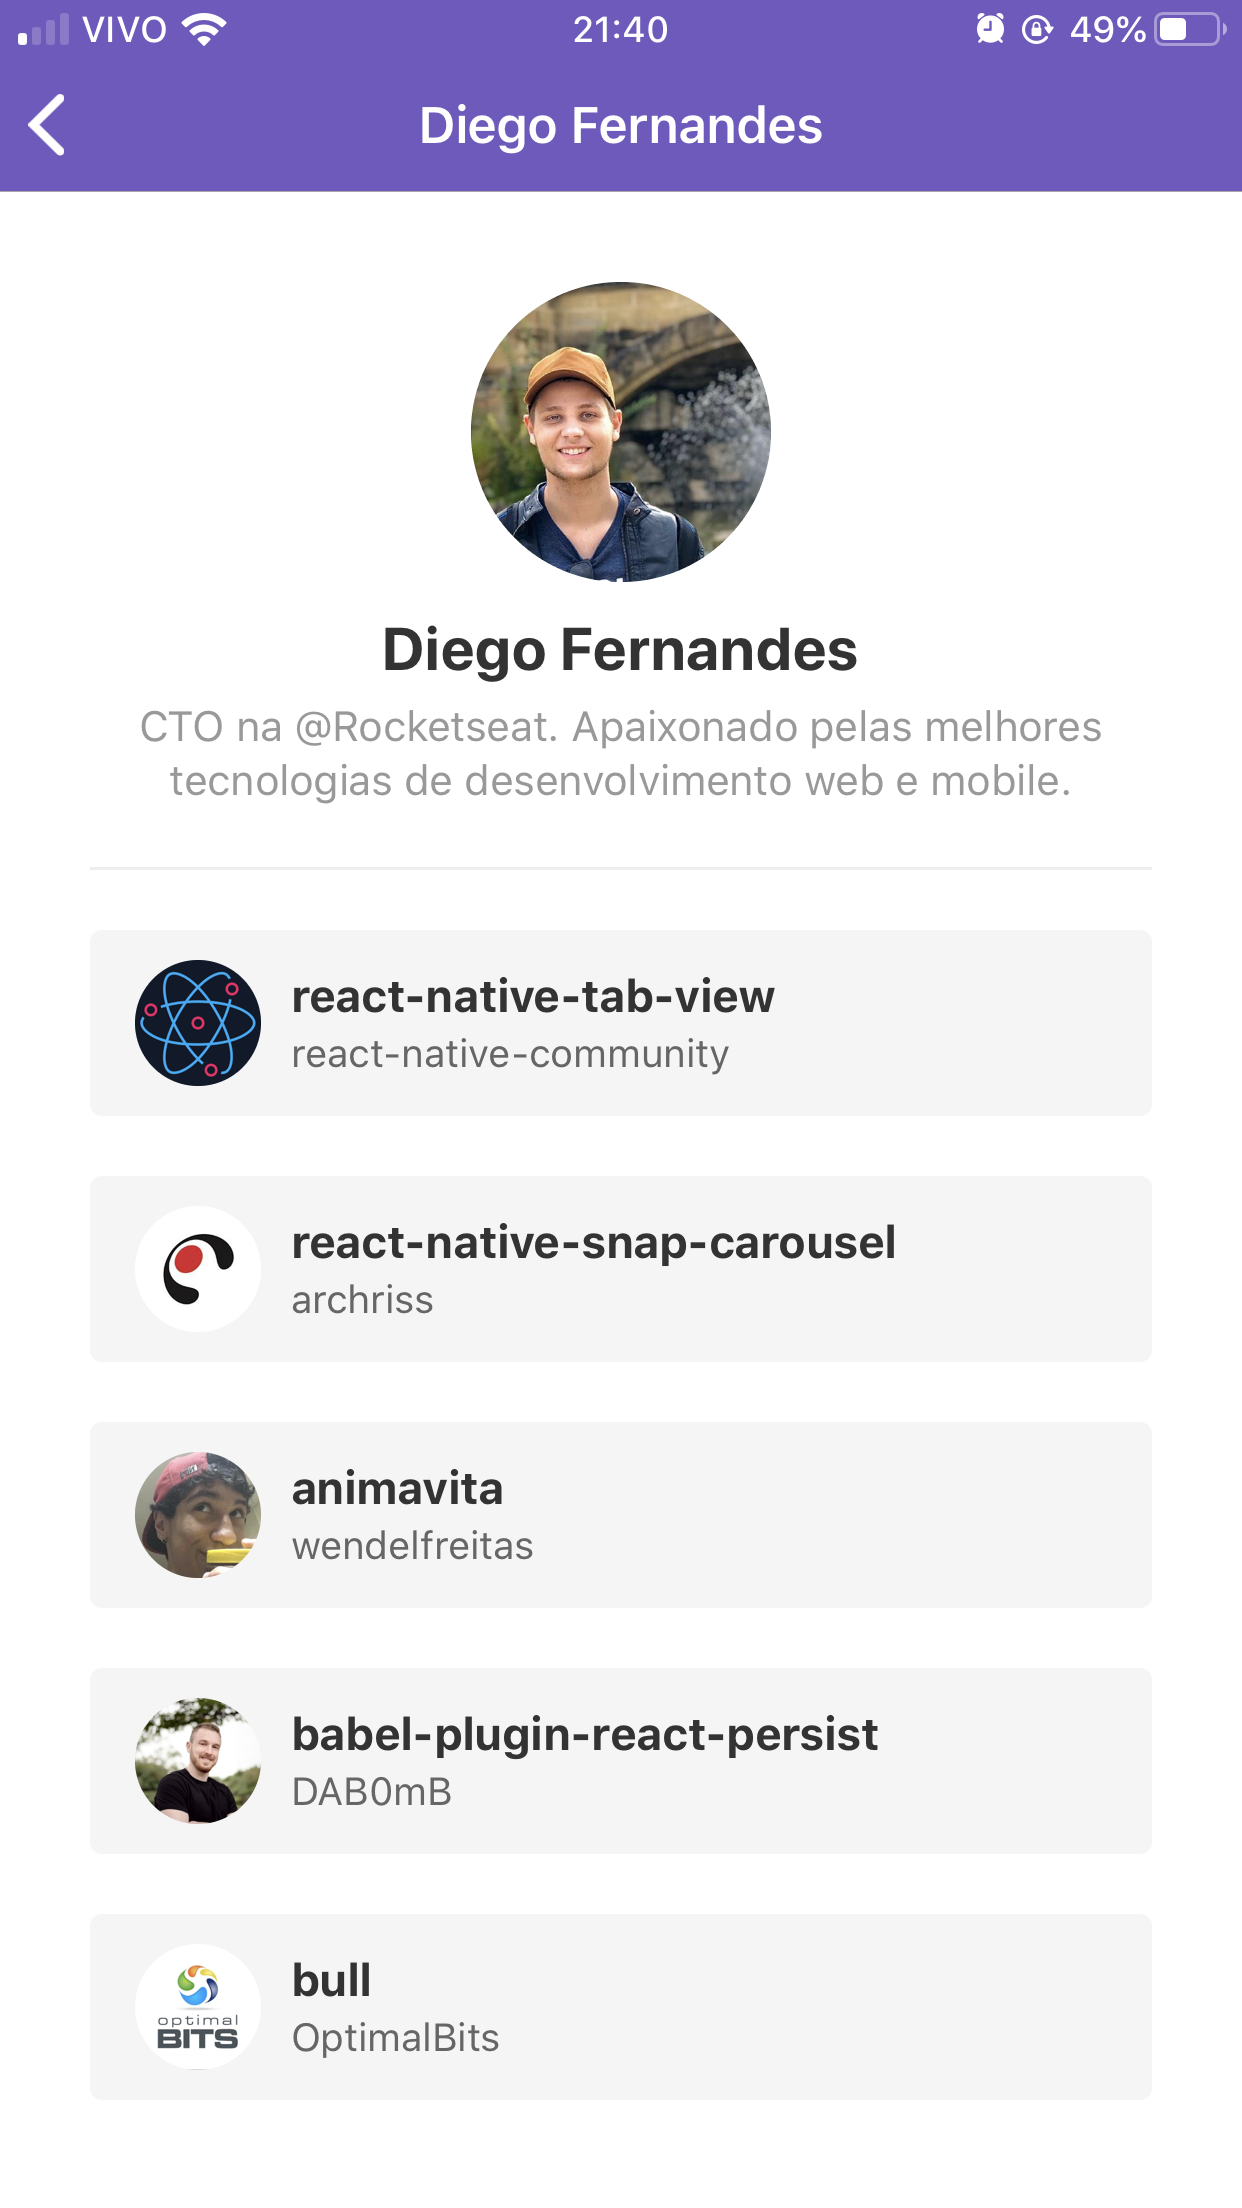 VIVO 21:40 49%
Diego Fernandes
Diego Fernandes
CTO na @Rocketseat. Apaixonado pelas melhores
tecnologias de desenvolvimento web e mobile.
react-native-tab-view
react-native-community
react-native-snap-carousel
archriss
animavita
wendelfreitas
babel-plugin-react-persist
DAB0mB
optimal
BITS
bull
OptimalBits